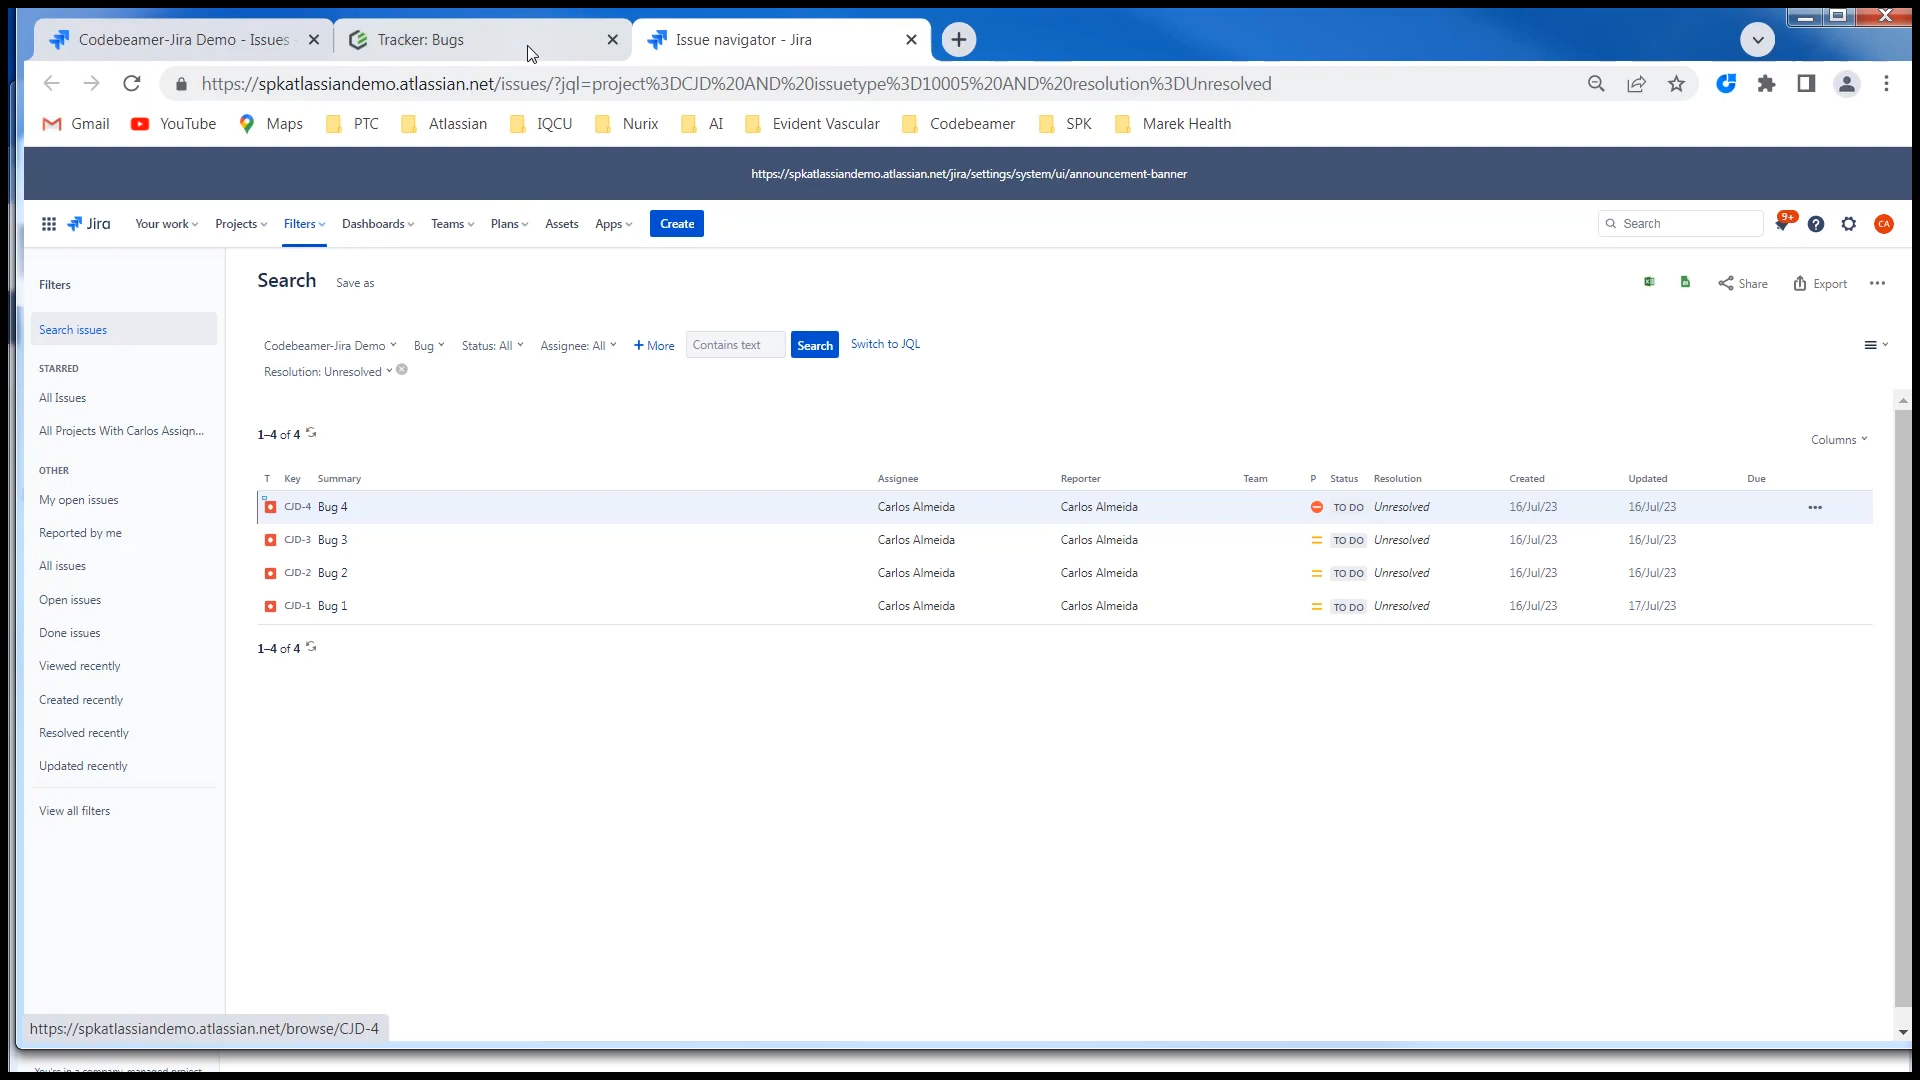 Codebeamer-Jira Demo - Issues
Tracker: Bugs
Issue navigator - Jira
https://spkatlassiandemo.atlassian.net/issues/?jql=project%3DCJD%20AND%20issuetype%3D10005%20AND%20resolution%3DUnresolved
Gmail YouTube Maps PTC Atlassian IQCU Nurix AI Evident Vascular Codebeamer SPK Marek Health
https://spkatlassiandemo.atlassian.net/jira/settings/system/ui/announcement-banner
Jira Your work Projects Filters Dashboards Teams Plans Assets Apps Create Search 9+ CA
Filters
Search issues
STARRED
All Issues
All Projects With Carlos Assign...
OTHER
My open issues
Reported by me
All issues
Open issues
Done issues
Viewed recently
Created recently
Resolved recently
Updated recently
View all filters
Search Save as
Share Export
Codebeamer-Jira Demo Bug Status: All Assignee: All + More Contains text Search Switch to JQL
Resolution: Unresolved
1–4 of 4
Columns
T Key Summary Assignee Reporter Team P Status Resolution Created Updated Due
CJD-4 Bug 4 Carlos Almeida Carlos Almeida TO DO Unresolved 16/Jul/23 16/Jul/23
CJD-3 Bug 3 Carlos Almeida Carlos Almeida TO DO Unresolved 16/Jul/23 16/Jul/23
CJD-2 Bug 2 Carlos Almeida Carlos Almeida TO DO Unresolved 16/Jul/23 16/Jul/23
CJD-1 Bug 1 Carlos Almeida Carlos Almeida TO DO Unresolved 16/Jul/23 17/Jul/23
1–4 of 4
https://spkatlassiandemo.atlassian.net/browse/CJD-4
You're in a company-managed project